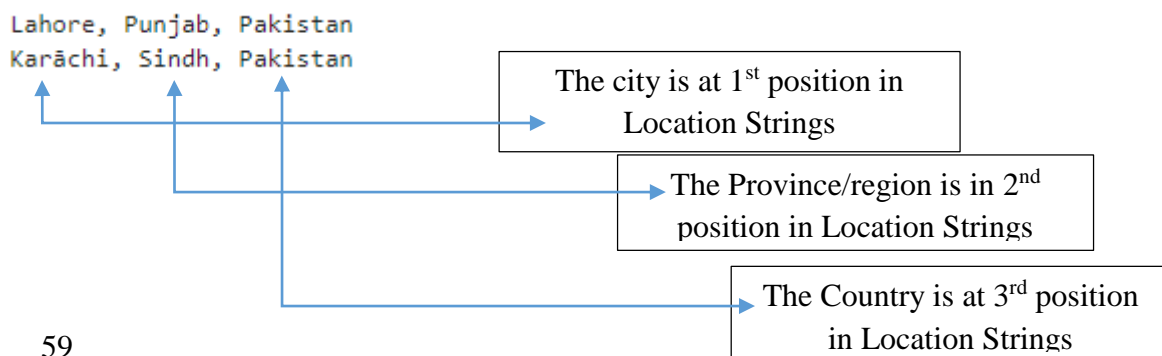 Lahore, Punjab, Pakistan
Karāchi, Sindh, Pakistan
The city is at 1st position in
Location Strings
The Province/region is in 2nd
position in Location Strings
The Country is at 3rd position
in Location Strings
59